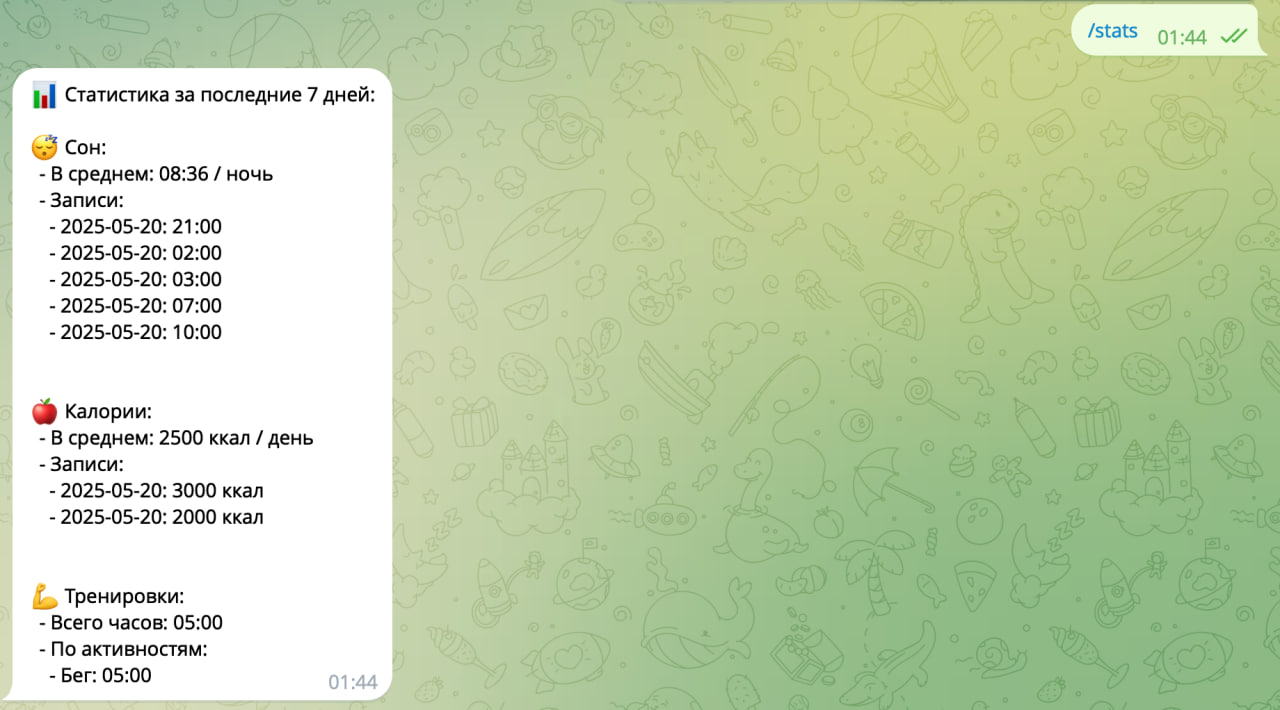 /stats 01:44
Статистика за последние 7 дней:
Сон:
- В среднем: 08:36 / ночь
- Записи:
- 2025-05-20: 21:00
- 2025-05-20: 02:00
- 2025-05-20: 03:00
- 2025-05-20: 07:00
- 2025-05-20: 10:00
Калории:
- В среднем: 2500 ккал / день
- Записи:
- 2025-05-20: 3000 ккал
- 2025-05-20: 2000 ккал
Тренировки:
- Всего часов: 05:00
- По активностям:
- Бег: 05:00
01:44